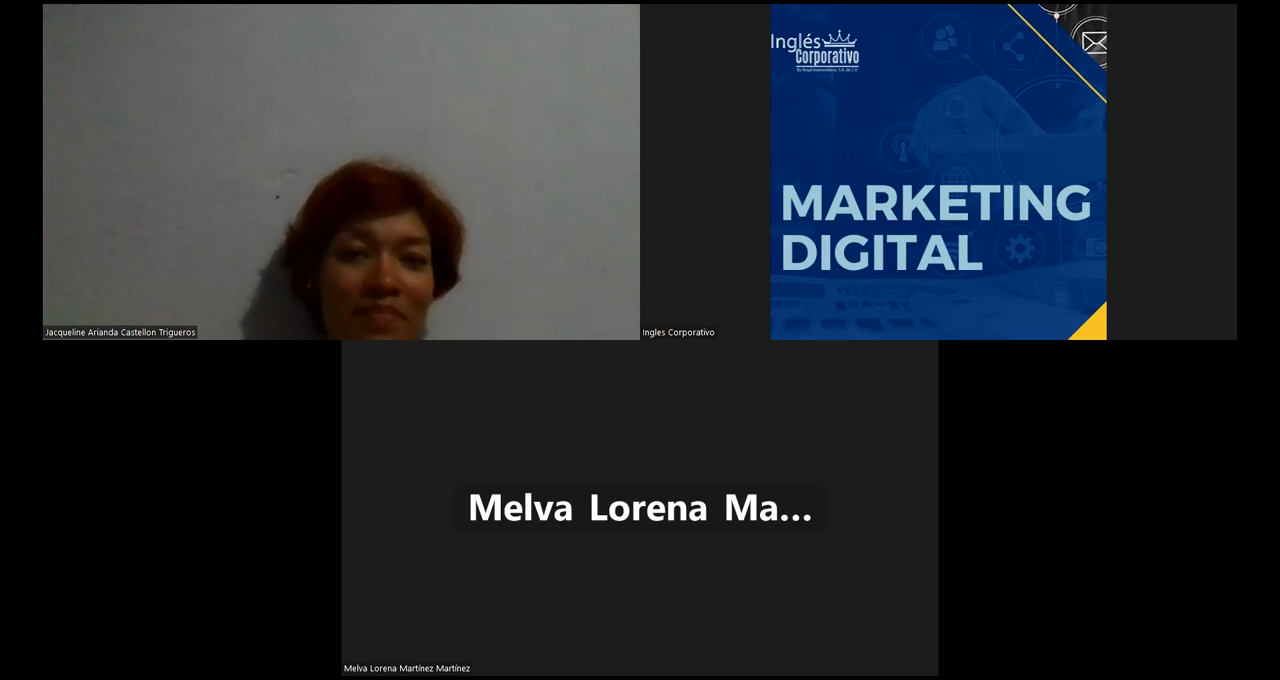 Inglés
Corporativo
MARKETING
DIGITAL
Jacqueline Arianda Castellon Trigueros
Ingles Corporativo
Melva Lorena Ma...
Melva Lorena Martínez Martínez